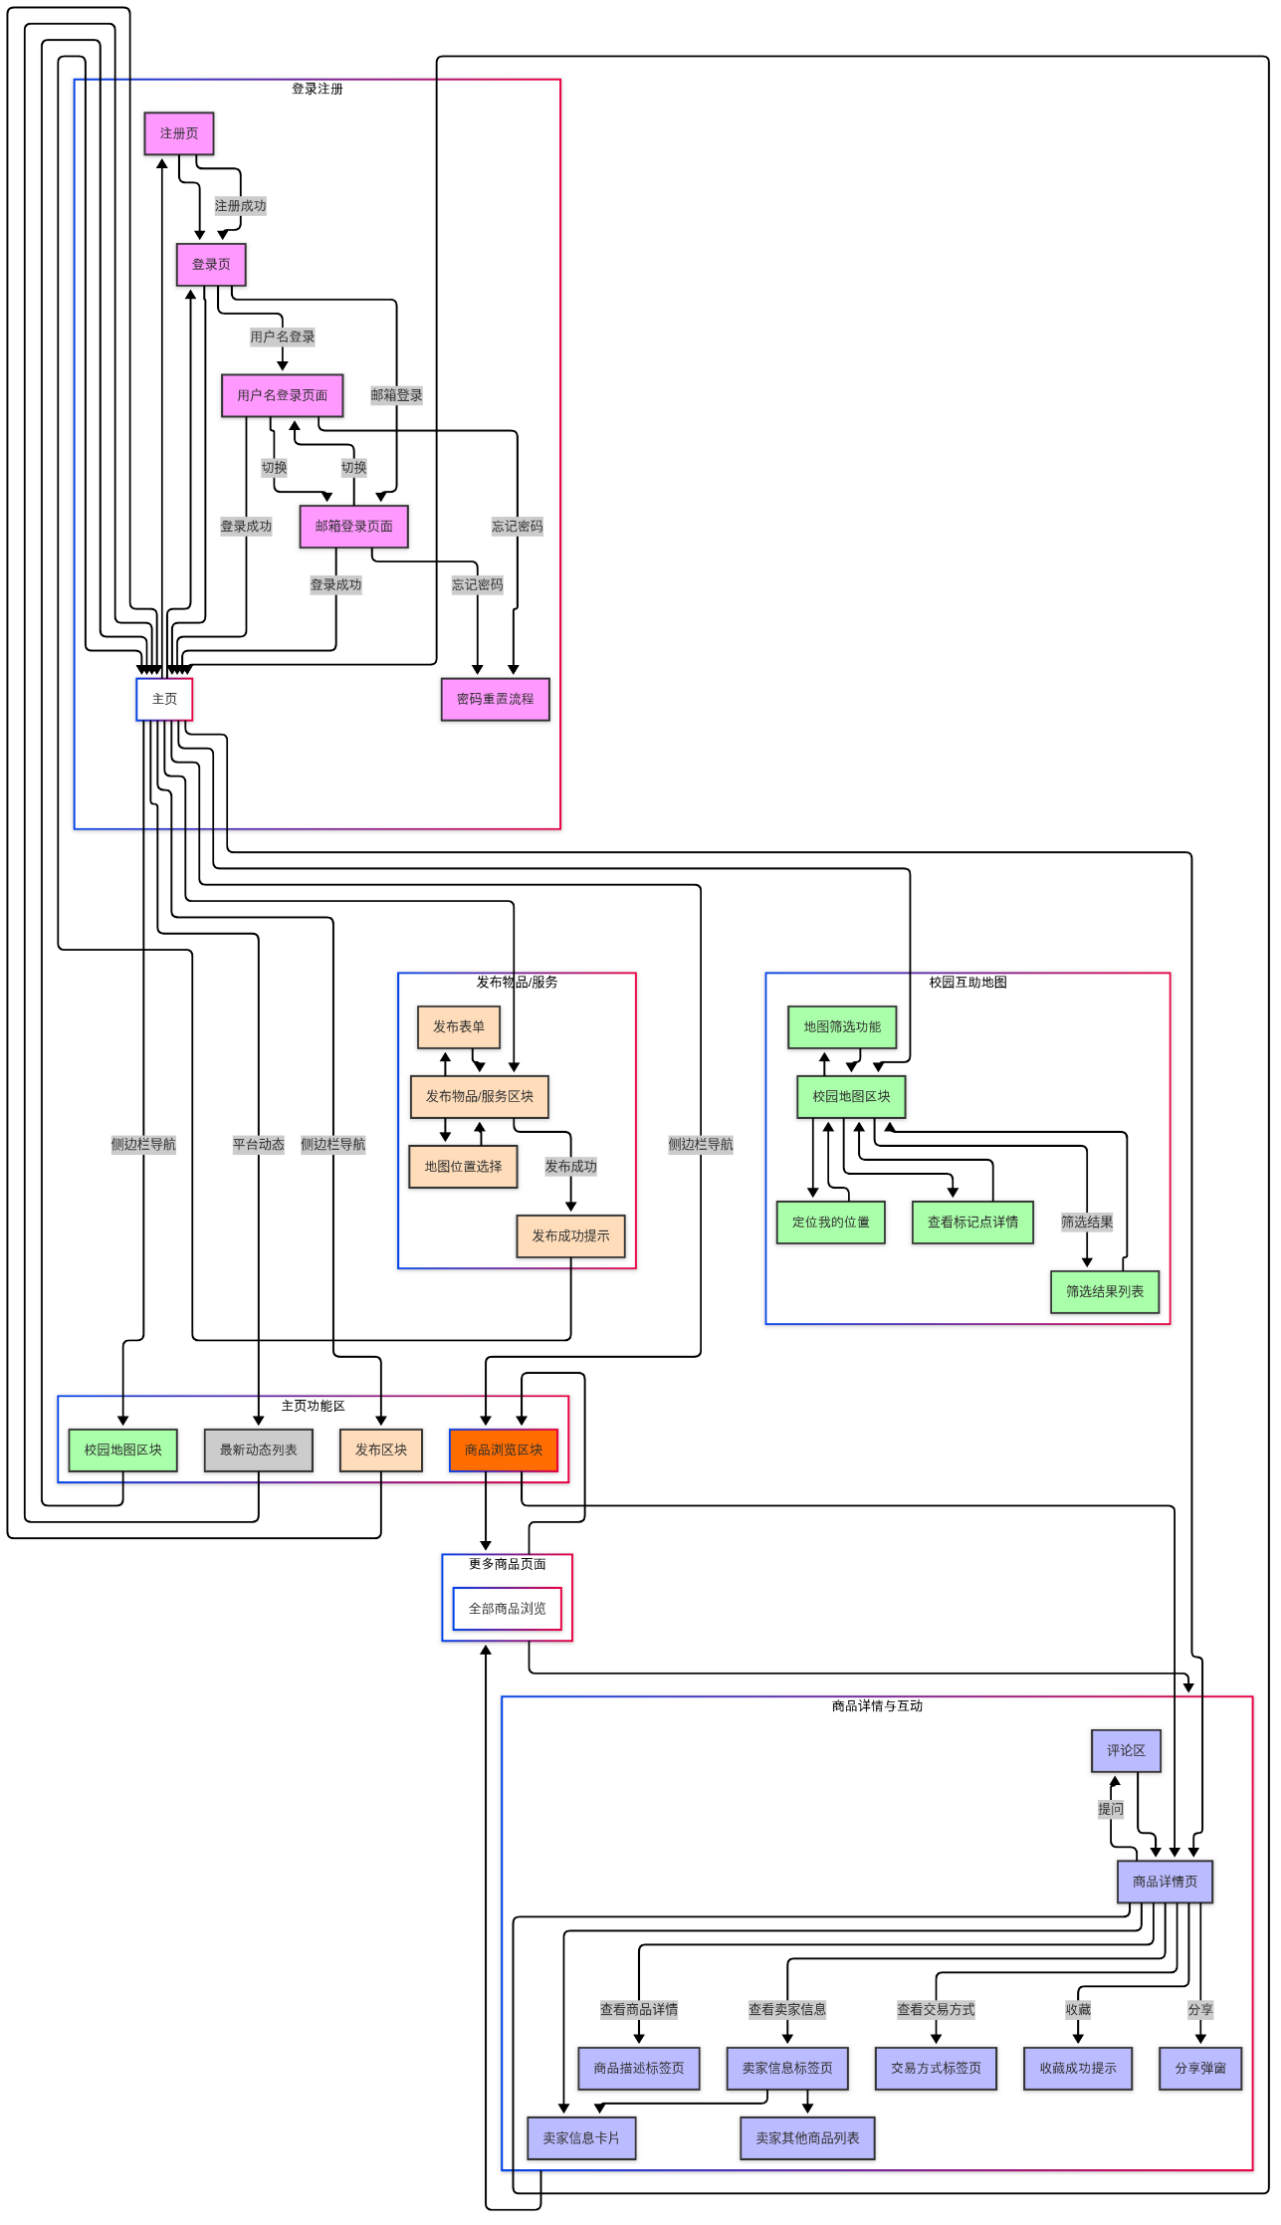 登录注册
注册页
注册成功
登录页
用户名登录
用户名登录页面
邮箱登录
切换
切换
登录成功
邮箱登录页面
忘记密码
登录成功
忘记密码
主页
密码重置流程
发布物品/服务
校园互助地图
发布表单
地图筛选功能
发布物品/服务区块
校园地图区块
侧边栏导航
平台动态
侧边栏导航
侧边栏导航
地图位置选择
发布成功
定位我的位置
查看标记点详情
筛选结果
发布成功提示
筛选结果列表
主页功能区
校园地图区块
最新动态列表
发布区块
商品浏览区块
更多商品页面
全部商品浏览
商品详情与互动
评论区
提问
商品详情页
查看商品详情
查看卖家信息
查看交易方式
收藏
分享
商品描述标签页
卖家信息标签页
交易方式标签页
收藏成功提示
分享弹窗
卖家信息卡片
卖家其他商品列表